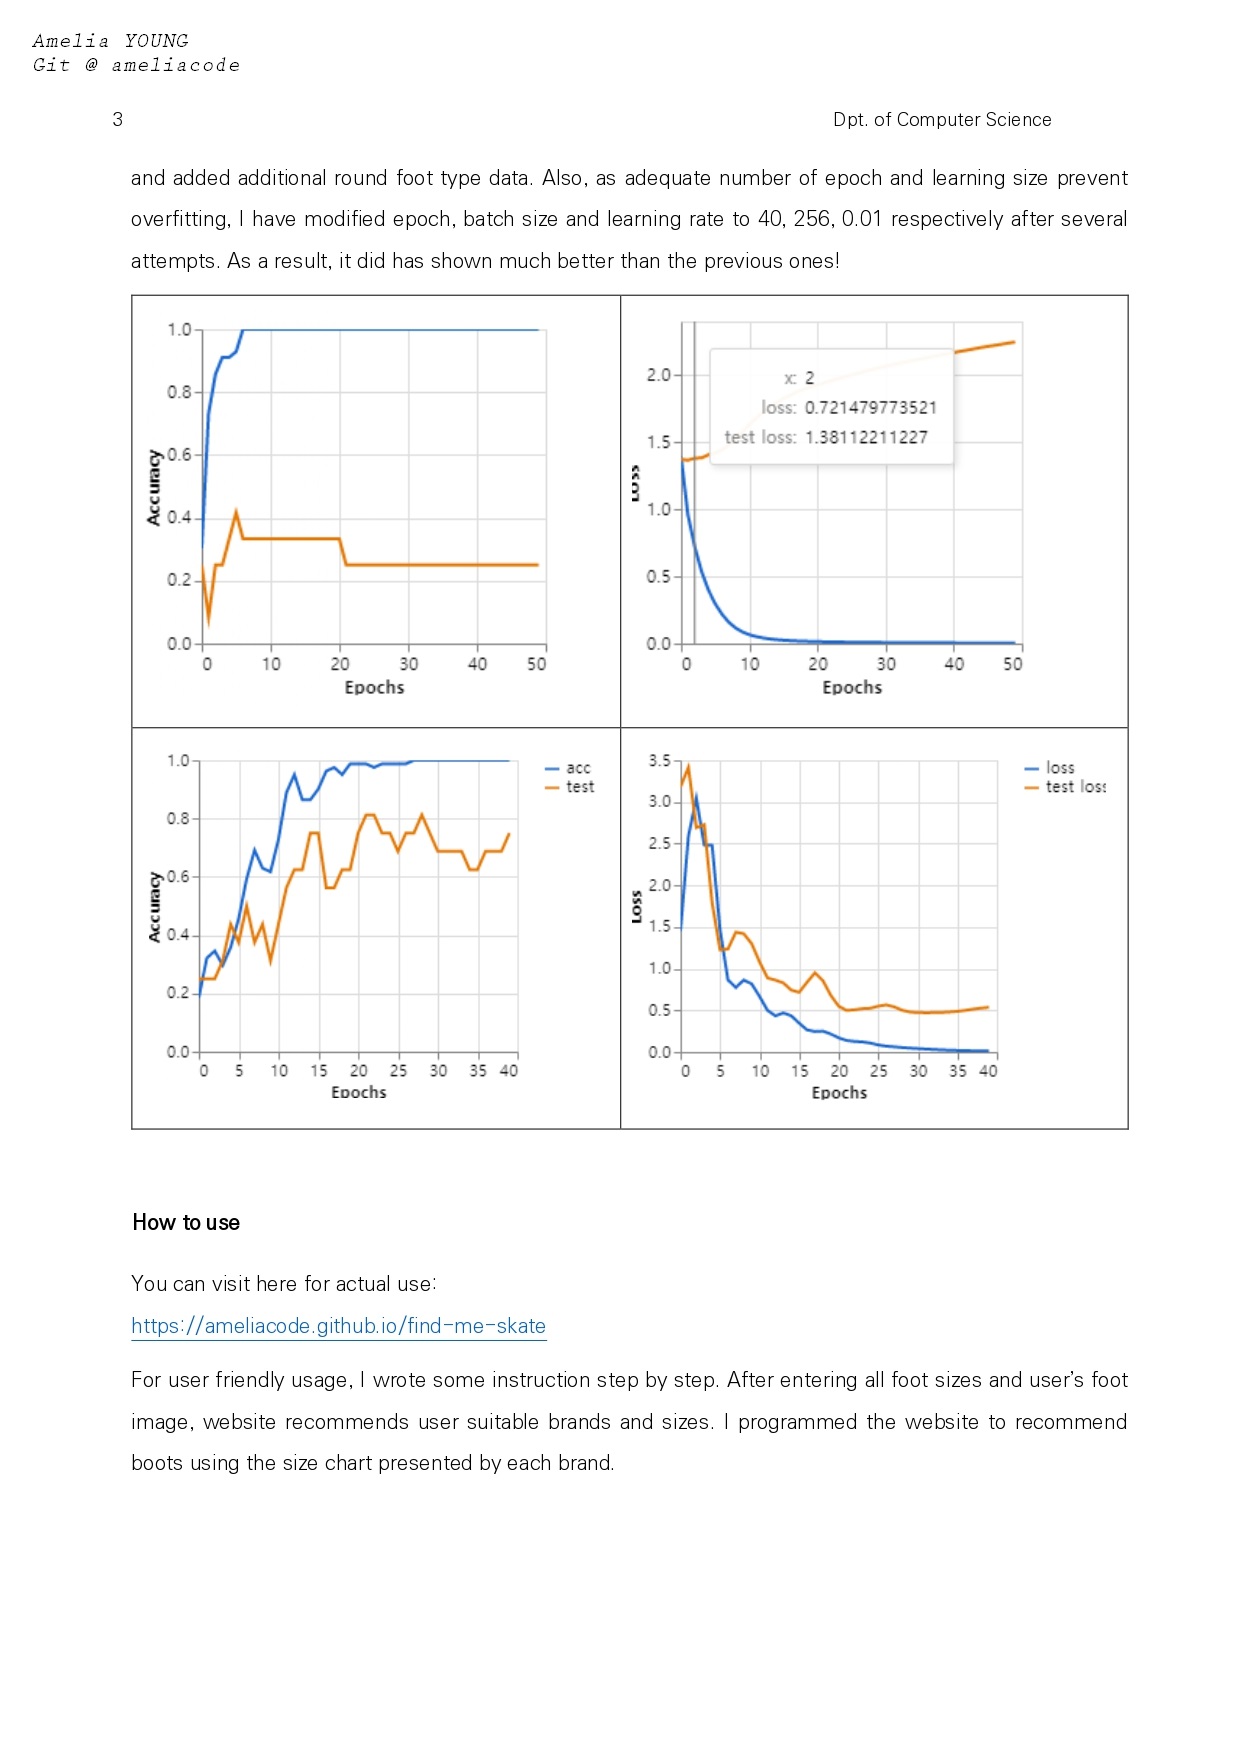 Amelia YOUNG
Git @ ameliacode
3 Dpt. of Computer Science
and added additional round foot type data. Also, as adequate number of epoch and learning size prevent
overfitting, I have modified epoch, batch size and learning rate to 40, 256, 0.01 respectively after several
attempts. As a result, it did has shown much better than the previous ones!
1.0
0.8
0.6
0.4
0.2
0.0
Accuracy
0 10 20 30 40 50
Epochs
2.0
1.5
1.0
0.5
0.0
Loss
x: 2
loss: 0.721479773521
test loss: 1.38112211227
0 10 20 30 40 50
Epochs
1.0
0.8
0.6
0.4
0.2
0.0
Accuracy
acc
test
0 5 10 15 20 25 30 35 40
Epochs
3.5
3.0
2.5
2.0
1.5
1.0
0.5
0.0
Loss
loss
test loss
0 5 10 15 20 25 30 35 40
Epochs
How to use
You can visit here for actual use:
https://ameliacode.github.io/find-me-skate
For user friendly usage, I wrote some instruction step by step. After entering all foot sizes and user's foot
image, website recommends user suitable brands and sizes. I programmed the website to recommend
boots using the size chart presented by each brand.